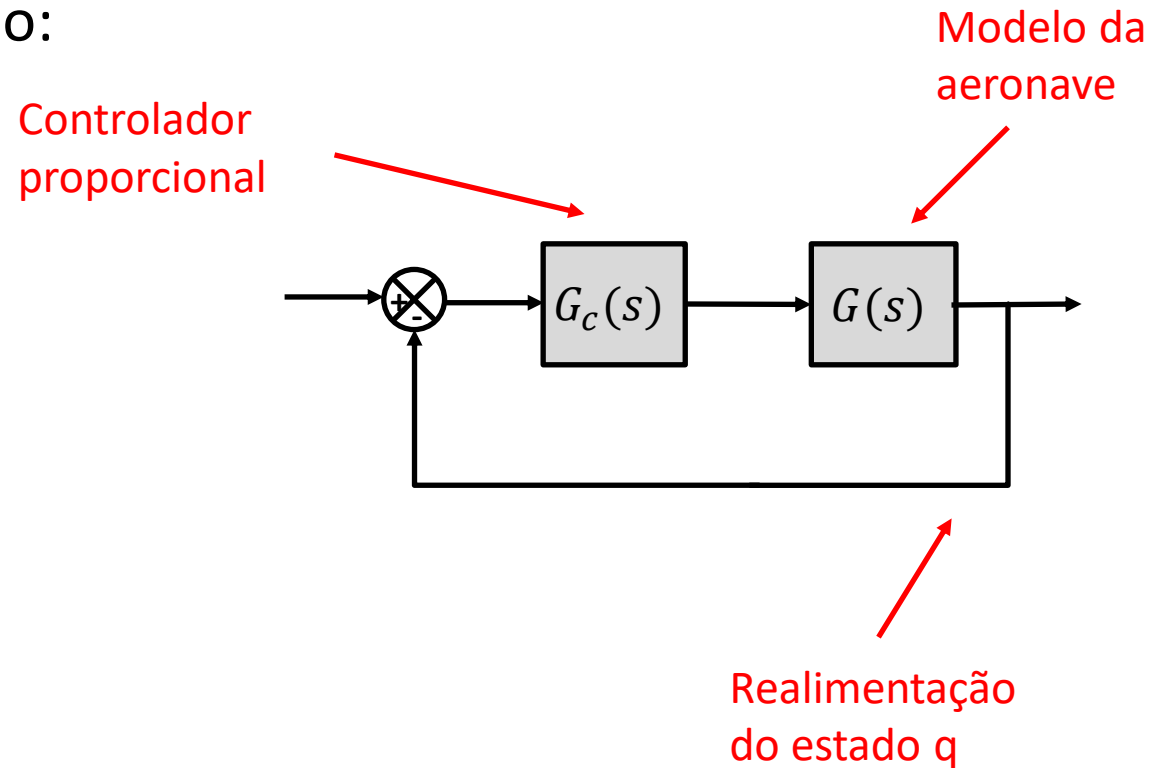 o:
Modelo da
aeronave
Controlador
proporcional
+
-
G_c(s)
G(s)
Realimentação
do estado q